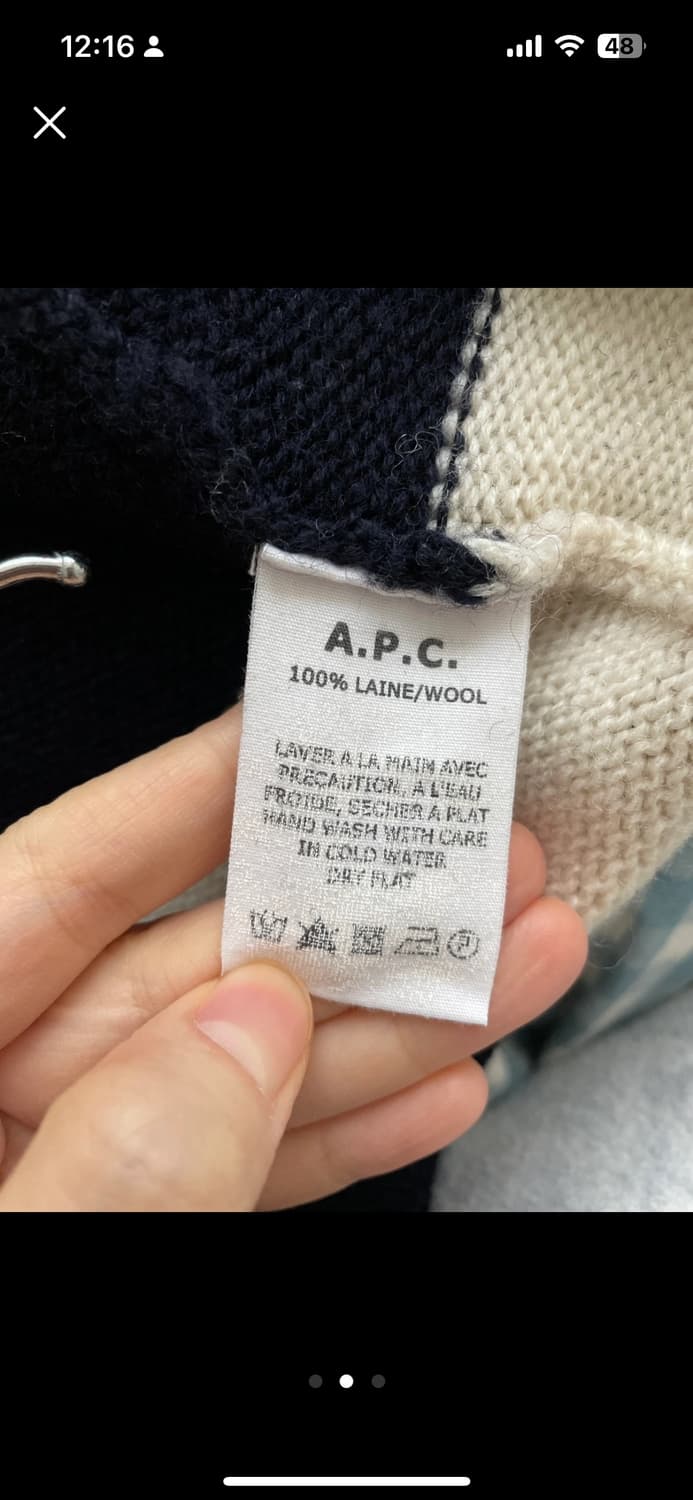 12:16
48
A.P.C.
100% LAINE/WOOL
LAVER A LA MAIN AVEC
PRECAUTION, A L'EAU
FROIDE, SECHER A PLAT
HAND WASH WITH CARE
IN COLD WATER
DRY FLAT
P